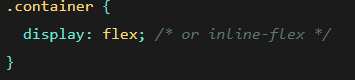 .container {
  display: flex; /* or inline-flex */
}